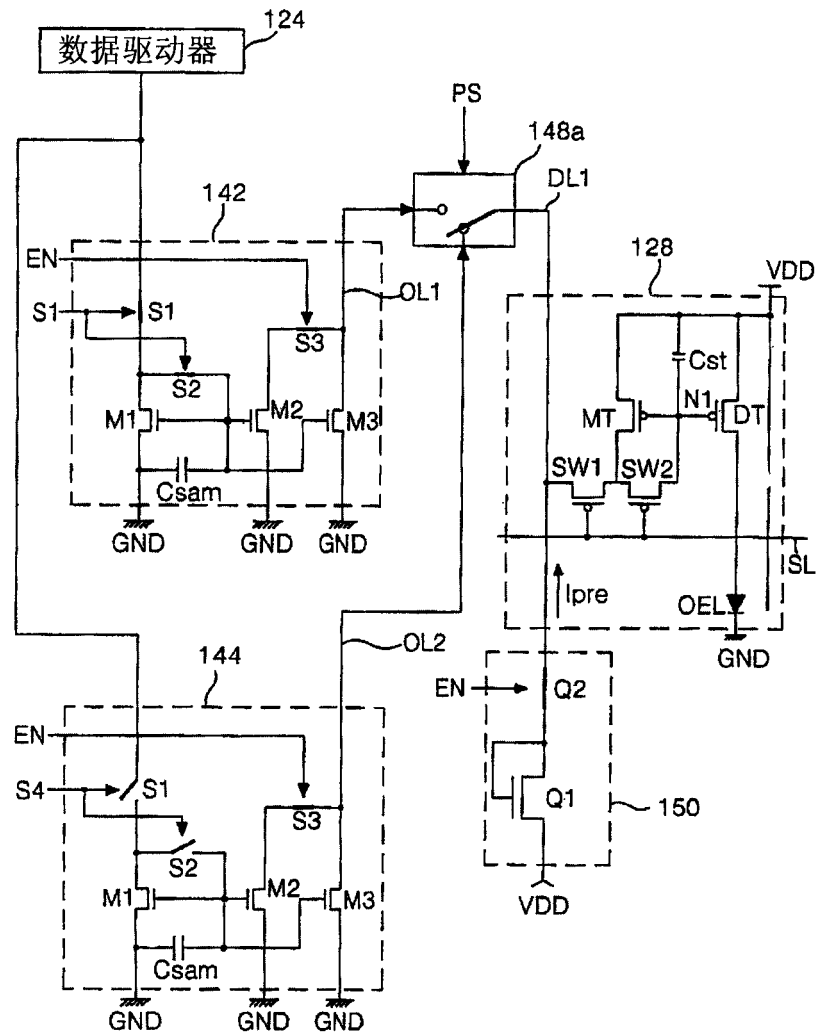 124
数据驱动器
PS
148a
DL1
142
EN
OL1
128
VDD
S1
S1
S3
S2
Cst
N1
M1
M2
M3
MT
DT
SW1
SW2
Csam
GND
GND
GND
SL
Ipre
OEL
GND
OL2
144
EN
Q2
EN
S4
S1
S3
Q1
150
S2
M1
M2
M3
VDD
Csam
GND
GND
GND